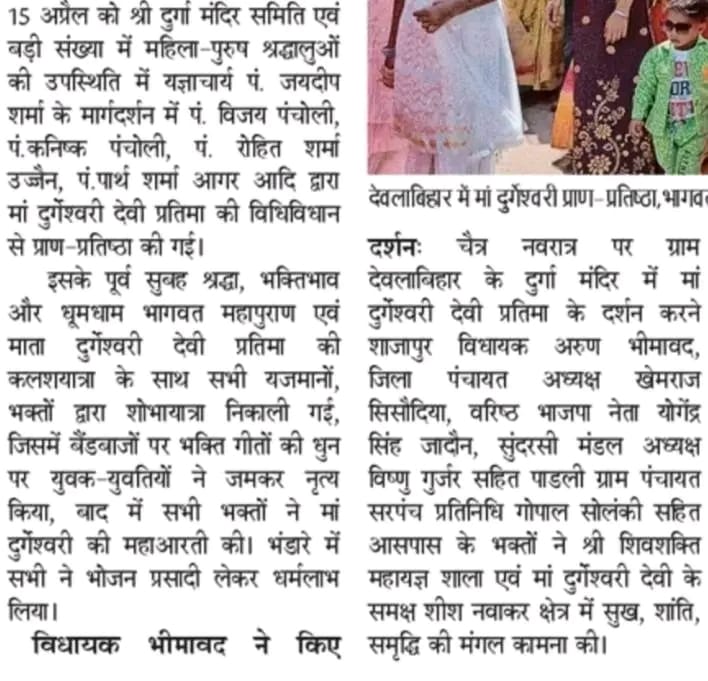 15 अप्रैल को श्री दुर्गा मंदिर समिति एवं
बड़ी संख्या में महिला-पुरुष श्रद्धालुओं
की उपस्थिति में यज्ञाचार्य पं. जयदीप
शर्मा के मार्गदर्शन में पं. विजय पंचोली,
पं.कनिष्क पंचोली, पं. रोहित शर्मा
उज्जैन, पं.पार्थ शर्मा आगर आदि द्वारा
मां दुर्गेश्वरी देवी प्रतिमा की विधिविधान
से प्राण-प्रतिष्ठा की गई।
इसके पूर्व सुबह श्रद्धा, भक्तिभाव
और धूमधाम भागवत महापुराण एवं
माता दुर्गेश्वरी देवी प्रतिमा की
कलशयात्रा के साथ सभी यजमानों,
भक्तों द्वारा शोभायात्रा निकाली गई,
जिसमें बैंडबाजों पर भक्ति गीतों की धुन
पर युवक-युवतियों ने जमकर नृत्य
किया, बाद में सभी भक्तों ने मां
दुर्गेश्वरी की महाआरती की। भंडारे में
सभी ने भोजन प्रसादी लेकर धर्मलाभ
लिया।
विधायक भीमावद ने किए
देवलाबिहार में मां दुर्गेश्वरी प्राण-प्रतिष्ठा,भागवत
दर्शनः चैत्र नवरात्र पर ग्राम
देवलाबिहार के दुर्गा मंदिर में मां
दुर्गेश्वरी देवी प्रतिमा के दर्शन करने
शाजापुर विधायक अरुण भीमावद,
जिला पंचायत अध्यक्ष खेमराज
सिसौदिया, वरिष्ठ भाजपा नेता योगेंद्र
सिंह जादौन, सुंदरसी मंडल अध्यक्ष
विष्णु गुर्जर सहित पाडली ग्राम पंचायत
सरपंच प्रतिनिधि गोपाल सोलंकी सहित
आसपास के भक्तों ने श्री शिवशक्ति
महायज्ञ शाला एवं मां दुर्गेश्वरी देवी के
समक्ष शीश नवाकर क्षेत्र में सुख, शांति,
समृद्धि की मंगल कामना की।